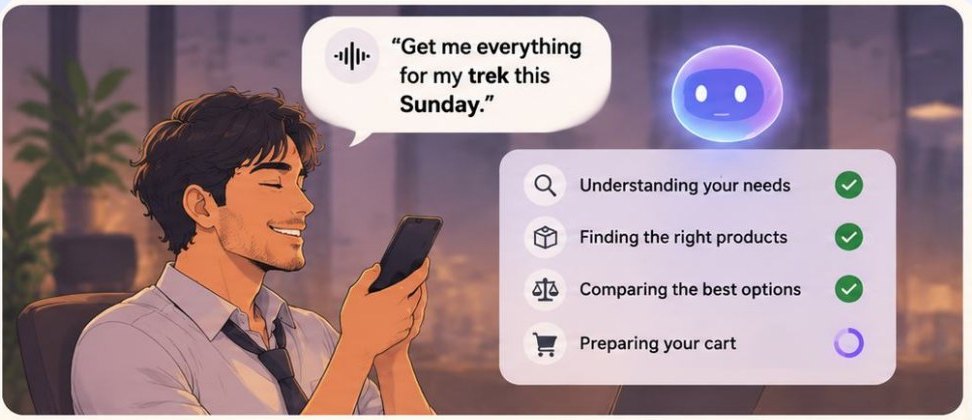 “Get me everything
for my trek this
Sunday.”
Understanding your needs
Finding the right products
Comparing the best options
Preparing your cart